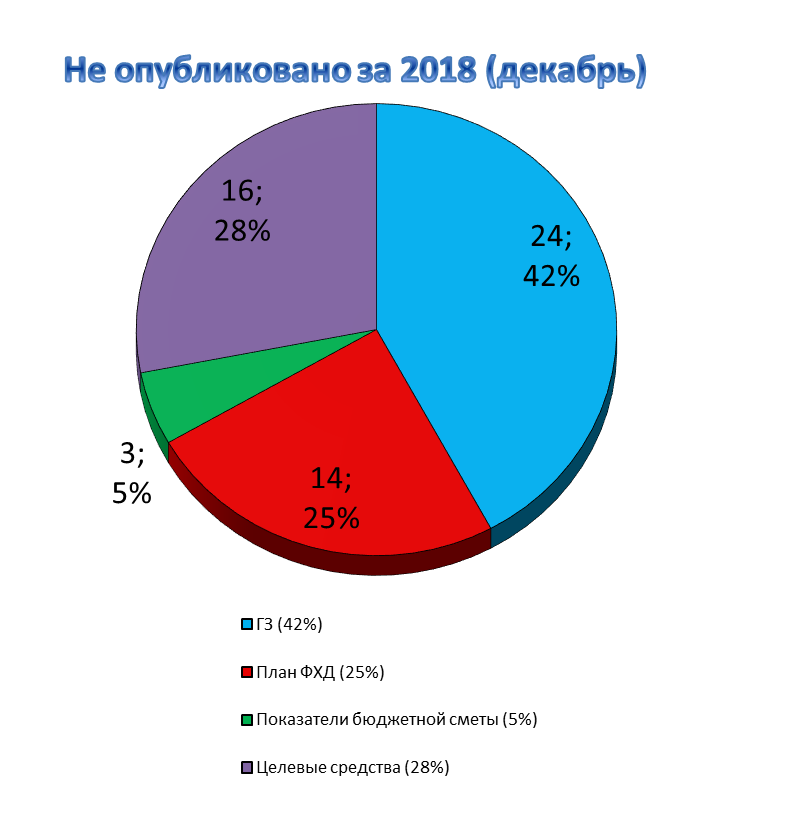 Не опубликовано за 2018 (декабрь)
16;
28%
24;
42%
3;
5%
14;
25%
ГЗ (42%)
План ФХД (25%)
Показатели бюджетной сметы (5%)
Целевые средства (28%)